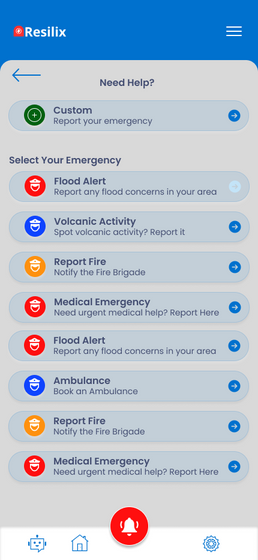 Resilix
Need Help?
Custom
Report your emergency
Select Your Emergency
Flood Alert
Report any flood concerns in your area
Volcanic Activity
Spot volcanic activity? Report it
Report Fire
Notify the Fire Brigade
Medical Emergency
Need urgent medical help? Report Here
Flood Alert
Report any flood concerns in your area
Ambulance
Book an Ambulance
Report Fire
Notify the Fire Brigade
Medical Emergency
Need urgent medical help? Report Here